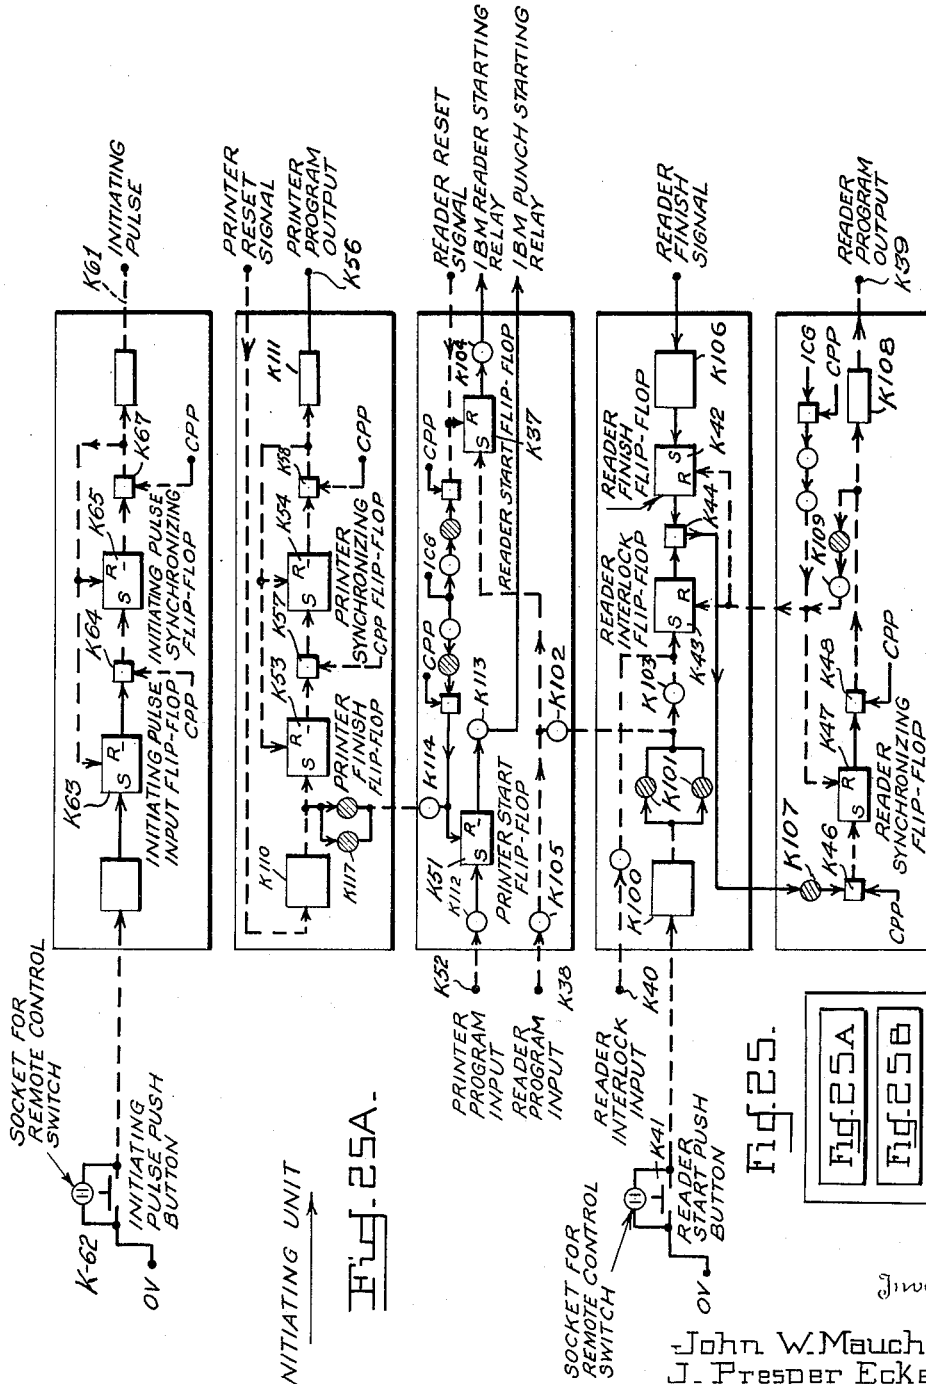 SOCKET FOR
REMOTE CONTROL
SWITCH
K-62
OV
INITIATING
PULSE PUSH
BUTTON
K63
S
R
INITIATING PULSE
INPUT FLIP-FLOP
K64
CPP
S
R
K65
INITIATING PULSE
SYNCHRONIZING
FLIP-FLOP
K67
CPP
K61
INITIATING
PULSE
K110
K117
K53
S
R
PRINTER
FINISH
FLIP-FLOP
K57
CPP
S
R
K54
PRINTER
SYNCHRONIZING
FLIP-FLOP
K58
CPP
K111
PRINTER
RESET
SIGNAL
PRINTER
PROGRAM
OUTPUT
K56
INITIATING UNIT
Fig. 25A.
PRINTER
PROGRAM
INPUT
K52
READER
PROGRAM
INPUT
K38
K51
K112
S
R
PRINTER START
FLIP-FLOP
K105
K114
K113
CPP
ICG
CPP
K102
S
R
K104
READER START FLIP-FLOP
K37
READER RESET
SIGNAL
IBM READER STARTING
RELAY
IBM PUNCH STARTING
RELAY
SOCKET FOR
REMOTE CONTROL
SWITCH
OV
K41
READER
START PUSH
BUTTON
READER
INTERLOCK
INPUT
K40
K100
K101
K103
READER
INTERLOCK
FLIP-FLOP
S
R
K43
K44
READER
FINISH
FLIP-FLOP
S
R
K42
K106
READER
FINISH
SIGNAL
K107
K46
CPP
S
R
K47
READER
SYNCHRONIZING
FLIP-FLOP
K48
CPP
K109
ICG
CPP
K108
READER
PROGRAM
OUTPUT
K39
Fig. 25.
Fig. 25A
Fig. 25B
John W. Mauch
J. Presper Ecke